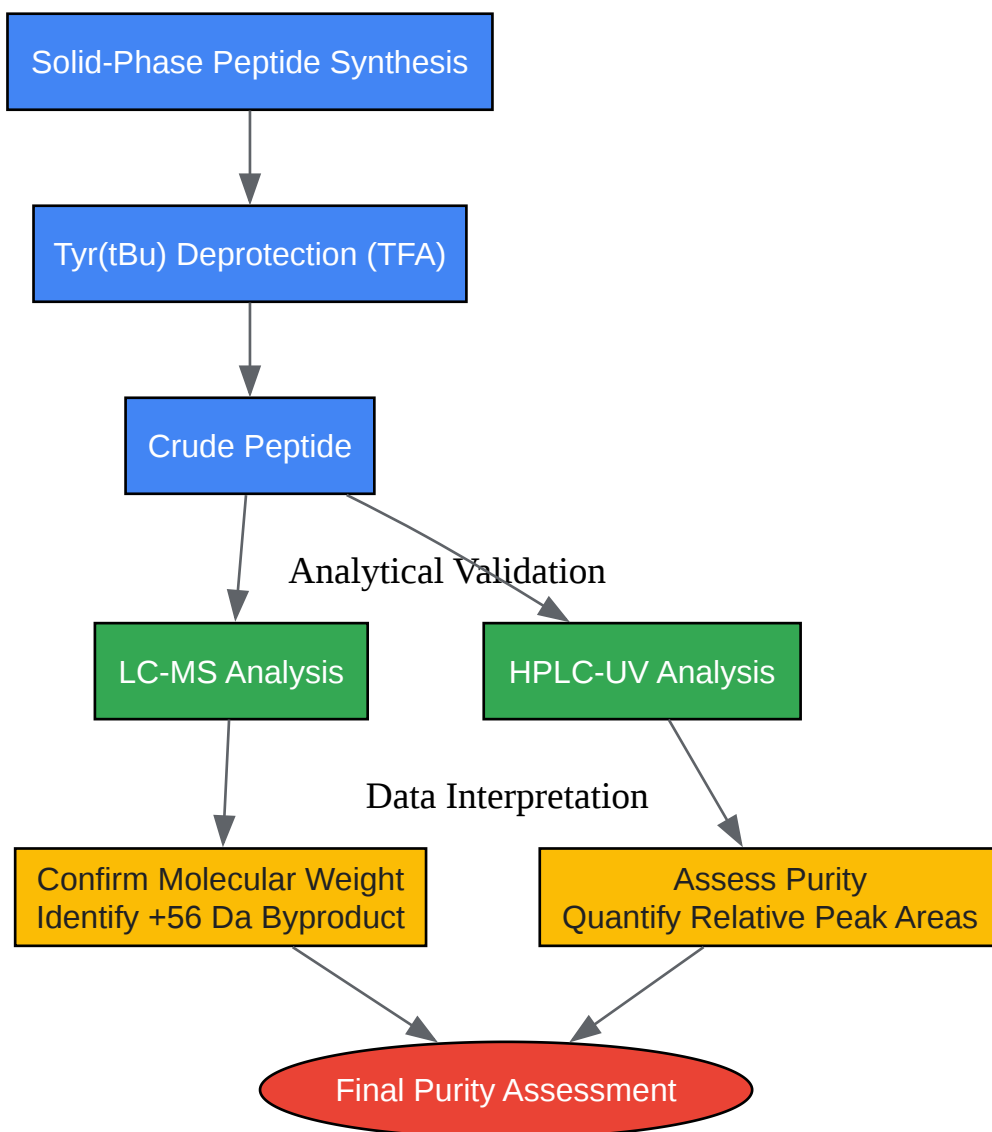 Solid-Phase Peptide Synthesis
Tyr(tBu) Deprotection (TFA)
Crude Peptide
Analytical Validation
LC-MS Analysis
HPLC-UV Analysis
Data Interpretation
Confirm Molecular Weight
Identify +56 Da Byproduct
Assess Purity
Quantify Relative Peak Areas
Final Purity Assessment